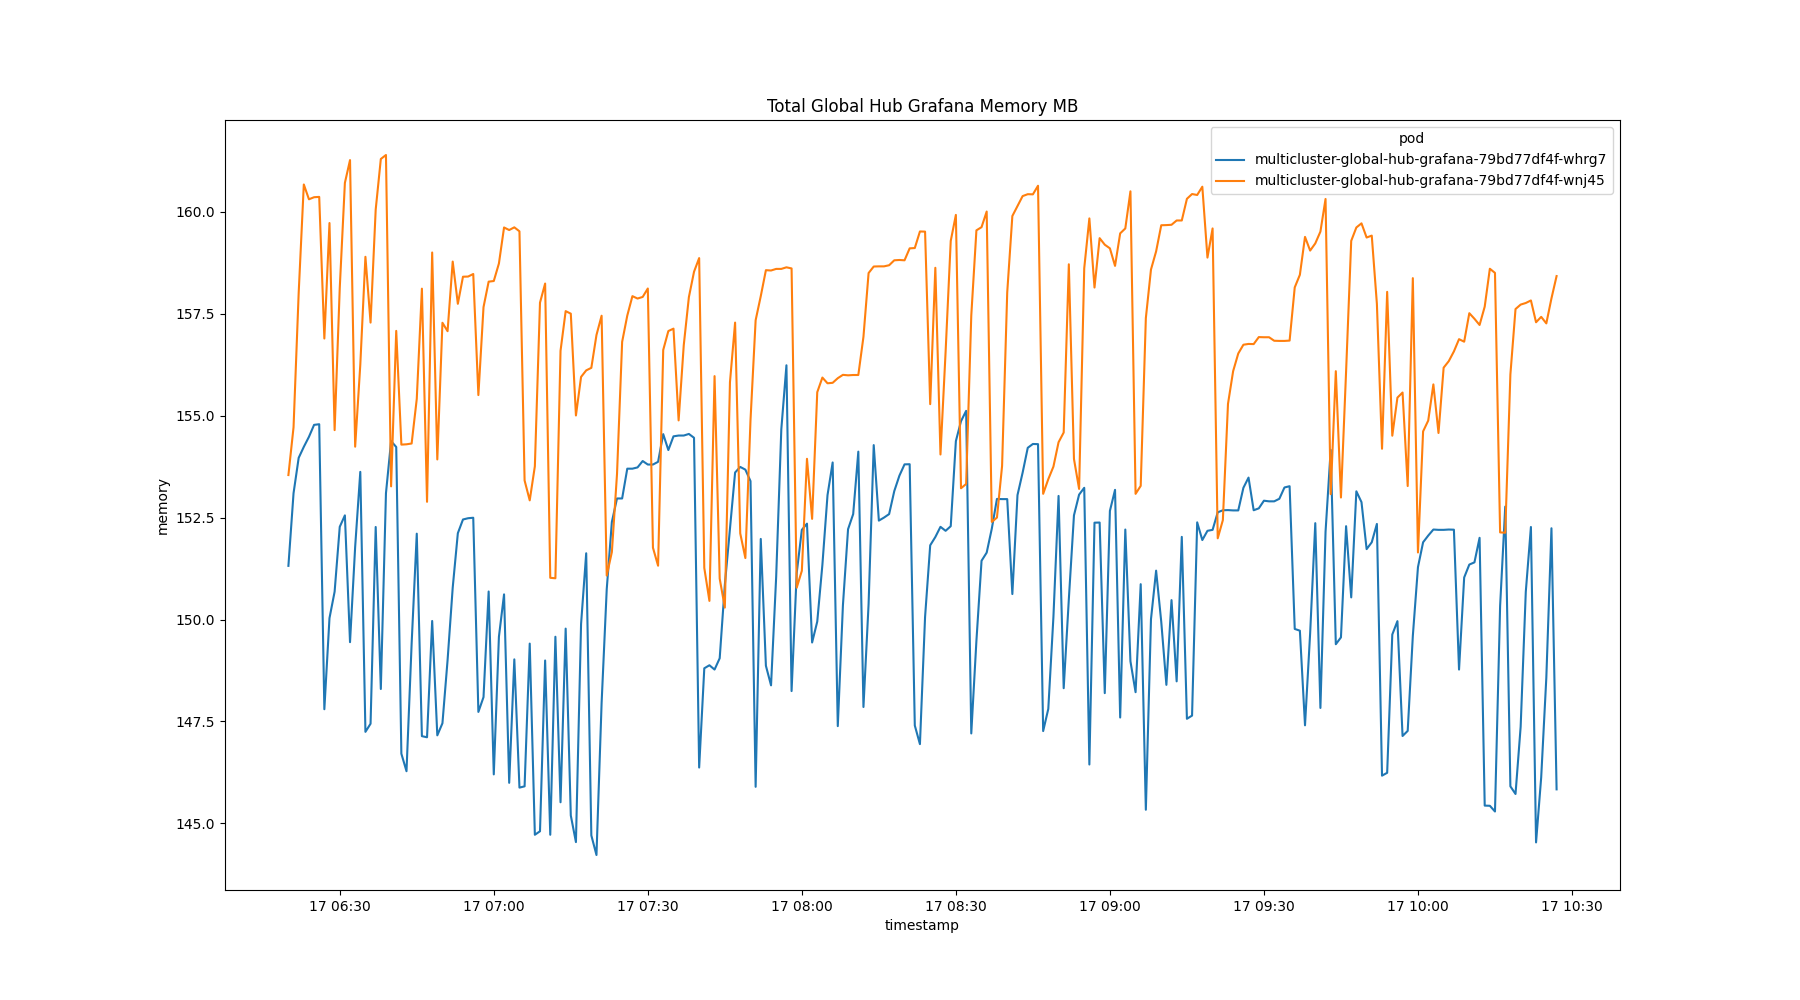 Total Global Hub Grafana Memory MB
pod
multicluster-global-hub-grafana-79bd77df4f-whrg7
multicluster-global-hub-grafana-79bd77df4f-wnj45
160.0
157.5
155.0
152.5
150.0
147.5
145.0
memory
17 06:30 17 07:00 17 07:30 17 08:00 17 08:30 17 09:00 17 09:30 17 10:00 17 10:30
timestamp